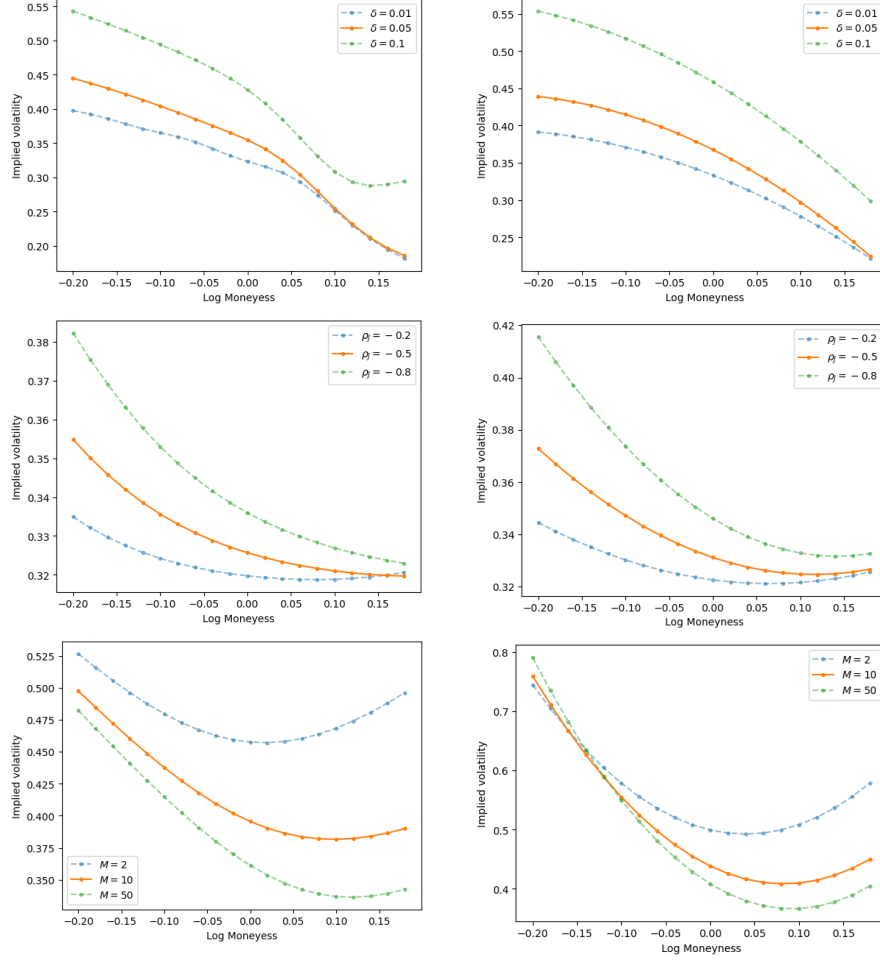 0.55
0.50
0.45
0.40
0.35
0.30
0.25
0.20
Implied volatility
δ = 0.01
δ = 0.05
δ = 0.1
−0.20 −0.15 −0.10 −0.05 0.00 0.05 0.10 0.15
Log Moneyess
0.55
0.50
0.45
0.40
0.35
0.30
0.25
Implied volatility
δ = 0.01
δ = 0.05
δ = 0.1
−0.20 −0.15 −0.10 −0.05 0.00 0.05 0.10 0.15
Log Moneyness
0.38
0.37
0.36
0.35
0.34
0.33
0.32
Implied volatility
ρJ = −0.2
ρJ = −0.5
ρJ = −0.8
−0.20 −0.15 −0.10 −0.05 0.00 0.05 0.10 0.15
Log Moneyess
0.42
0.40
0.38
0.36
0.34
0.32
Implied volatility
ρJ = −0.2
ρJ = −0.5
ρJ = −0.8
−0.20 −0.15 −0.10 −0.05 0.00 0.05 0.10 0.15
Log Moneyness
0.525
0.500
0.475
0.450
0.425
0.400
0.375
0.350
Implied volatility
M = 2
M = 10
M = 50
−0.20 −0.15 −0.10 −0.05 0.00 0.05 0.10 0.15
Log Moneyess
0.8
0.7
0.6
0.5
0.4
Implied volatility
M = 2
M = 10
M = 50
−0.20 −0.15 −0.10 −0.05 0.00 0.05 0.10 0.15
Log Moneyness